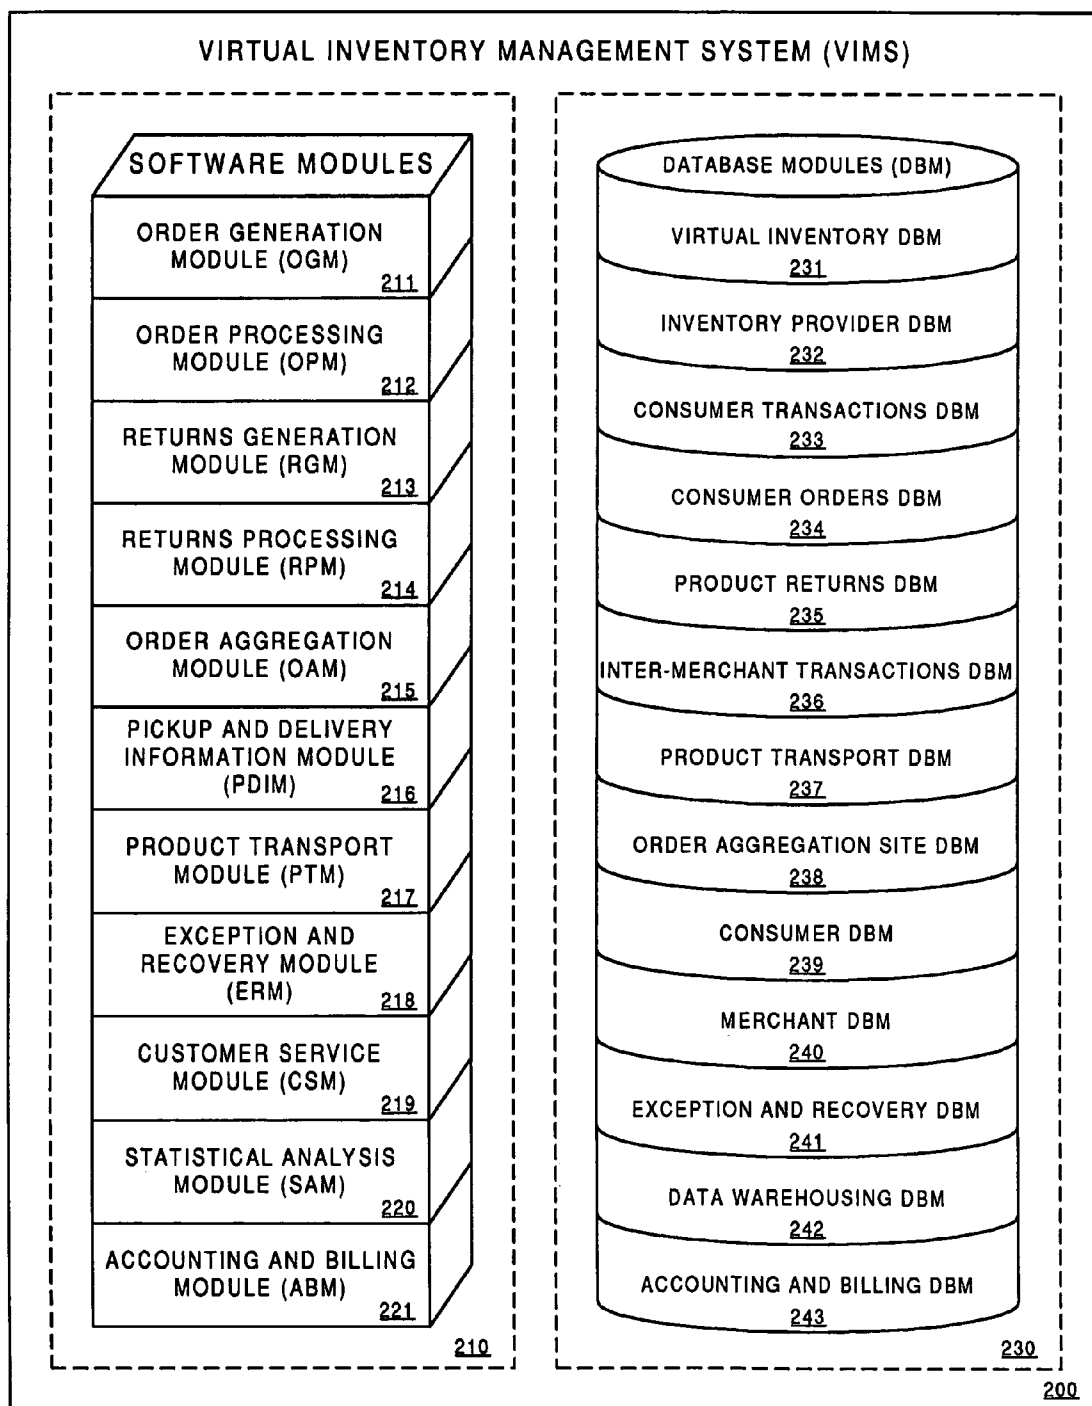 VIRTUAL INVENTORY MANAGEMENT SYSTEM (VIMS)
SOFTWARE MODULES
ORDER GENERATION
MODULE (OGM)
211
ORDER PROCESSING
MODULE (OPM)
212
RETURNS GENERATION
MODULE (RGM)
213
RETURNS PROCESSING
MODULE (RPM)
214
ORDER AGGREGATION
MODULE (OAM)
215
PICKUP AND DELIVERY
INFORMATION MODULE
(PDIM)
216
PRODUCT TRANSPORT
MODULE (PTM)
217
EXCEPTION AND
RECOVERY MODULE
(ERM)
218
CUSTOMER SERVICE
MODULE (CSM)
219
STATISTICAL ANALYSIS
MODULE (SAM)
220
ACCOUNTING AND BILLING
MODULE (ABM)
221
210
DATABASE MODULES (DBM)
VIRTUAL INVENTORY DBM
231
INVENTORY PROVIDER DBM
232
CONSUMER TRANSACTIONS DBM
233
CONSUMER ORDERS DBM
234
PRODUCT RETURNS DBM
235
INTER-MERCHANT TRANSACTIONS DBM
236
PRODUCT TRANSPORT DBM
237
ORDER AGGREGATION SITE DBM
238
CONSUMER DBM
239
MERCHANT DBM
240
EXCEPTION AND RECOVERY DBM
241
DATA WAREHOUSING DBM
242
ACCOUNTING AND BILLING DBM
243
230
200